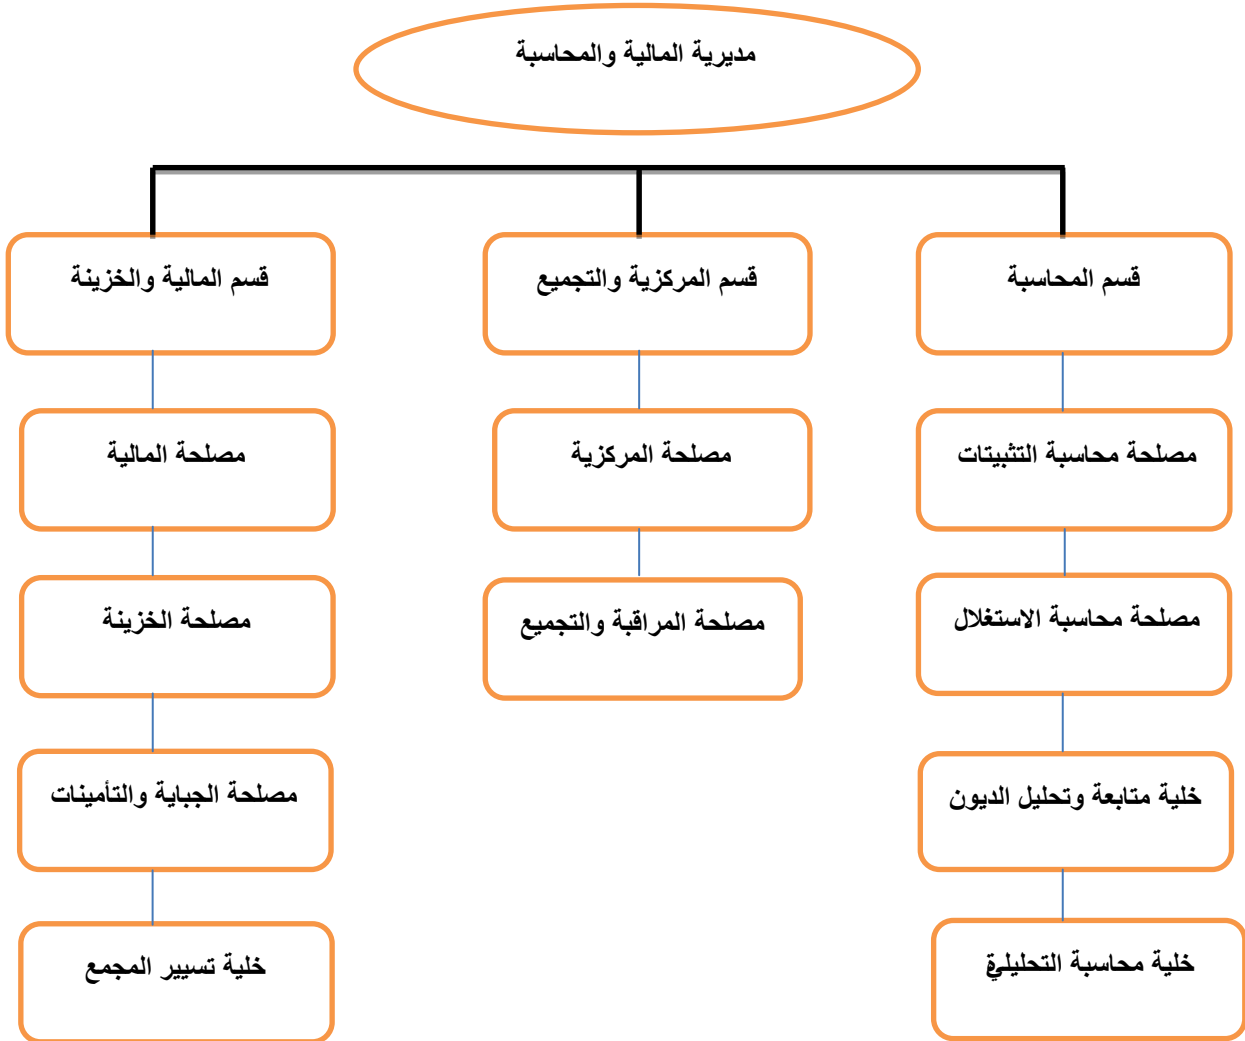 مديرية المالية والمحاسبة
قسم المحاسبة
قسم المركزية والتجميع
قسم المالية والخزينة
مصلحة محاسبة التثبيتات
مصلحة المركزية
مصلحة المالية
مصلحة محاسبة الاستغلال
مصلحة المراقبة والتجميع
مصلحة الخزينة
خلية متابعة وتحليل الديون
مصلحة الجباية والتأمينات
خلية محاسبة التحليلية
خلية تسيير المجمع